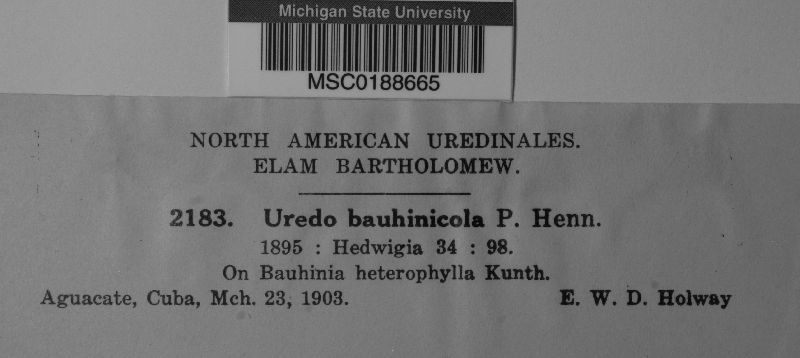 Michigan State University
MSC0188665
NORTH AMERICAN UREDINALES.
ELAM BARTHOLOMEW.
2183. Uredo bauhinicola P. Henn.
1895 : Hedwigia 34 : 98.
On Bauhinia heterophylla Kunth.
Aguacate, Cuba, Mch. 23, 1903. E. W. D. Holway